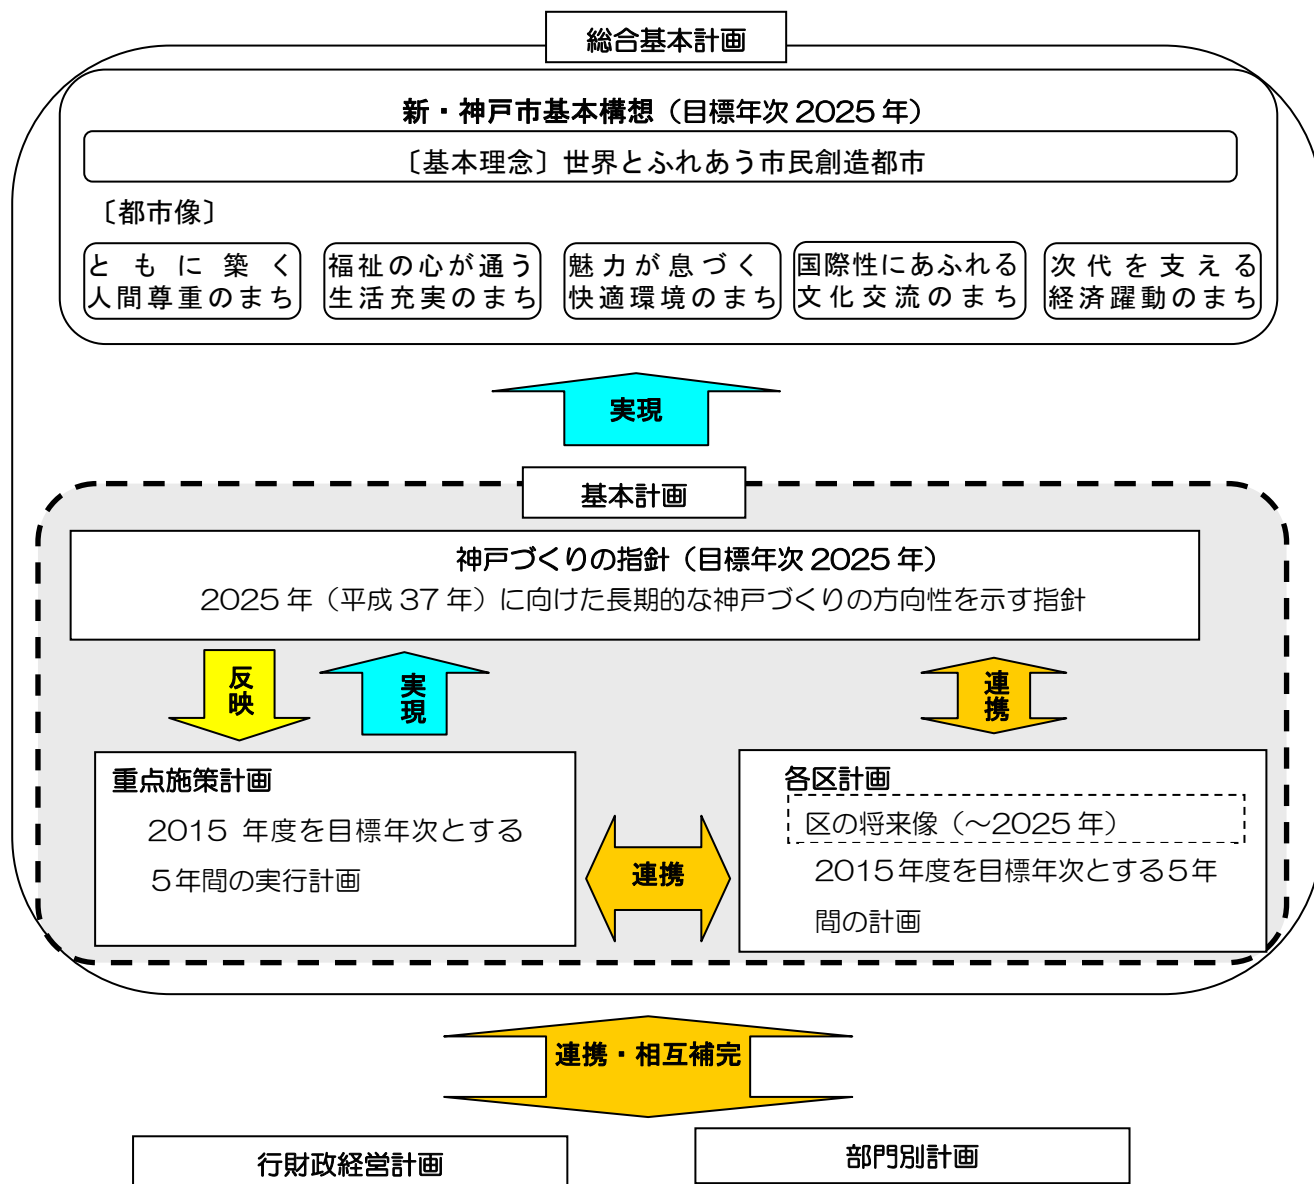 総合基本計画
新・神戸市基本構想（目標年次 2025 年）
〔基本理念〕世界とふれあう市民創造都市
〔都市像〕
ともに築く
人間尊重のまち
福祉の心が通う
生活充実のまち
魅力が息づく
快適環境のまち
国際性にあふれる
文化交流のまち
次代を支える
経済躍動のまち
実現
基本計画
神戸づくりの指針（目標年次 2025 年）
2025 年（平成 37 年）に向けた長期的な神戸づくりの方向性を示す指針
反映
実現
連携
重点施策計画
2015 年度を目標年次とする
5年間の実行計画
連携
各区計画
区の将来像（～2025 年）
2015年度を目標年次とする5年
間の計画
連携・相互補完
行財政経営計画
部門別計画